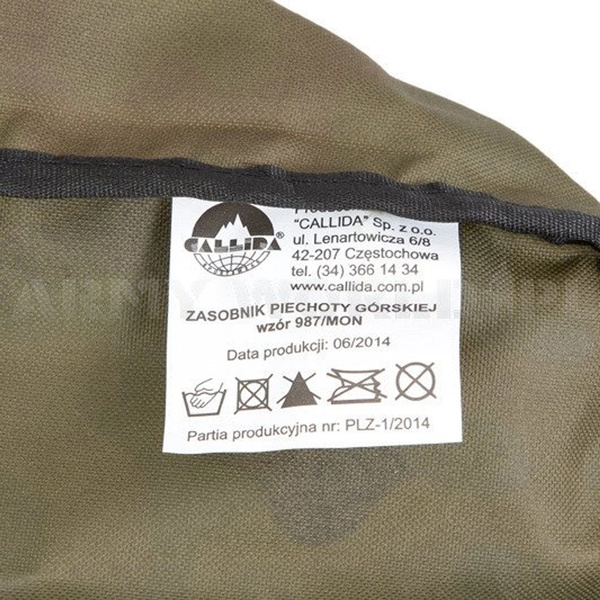 CALLIDA®
"CALLIDA" Sp. z o.o.
ul. Lenartowicza 6/8
42-207 Częstochowa
tel. (34) 366 14 34
www.callida.com.pl
ZASOBNIK PIECHOTY GÓRSKIEJ
wzór 987/MON
Data produkcji: 06/2014
Partia produkcyjna nr: PLZ-1/2014